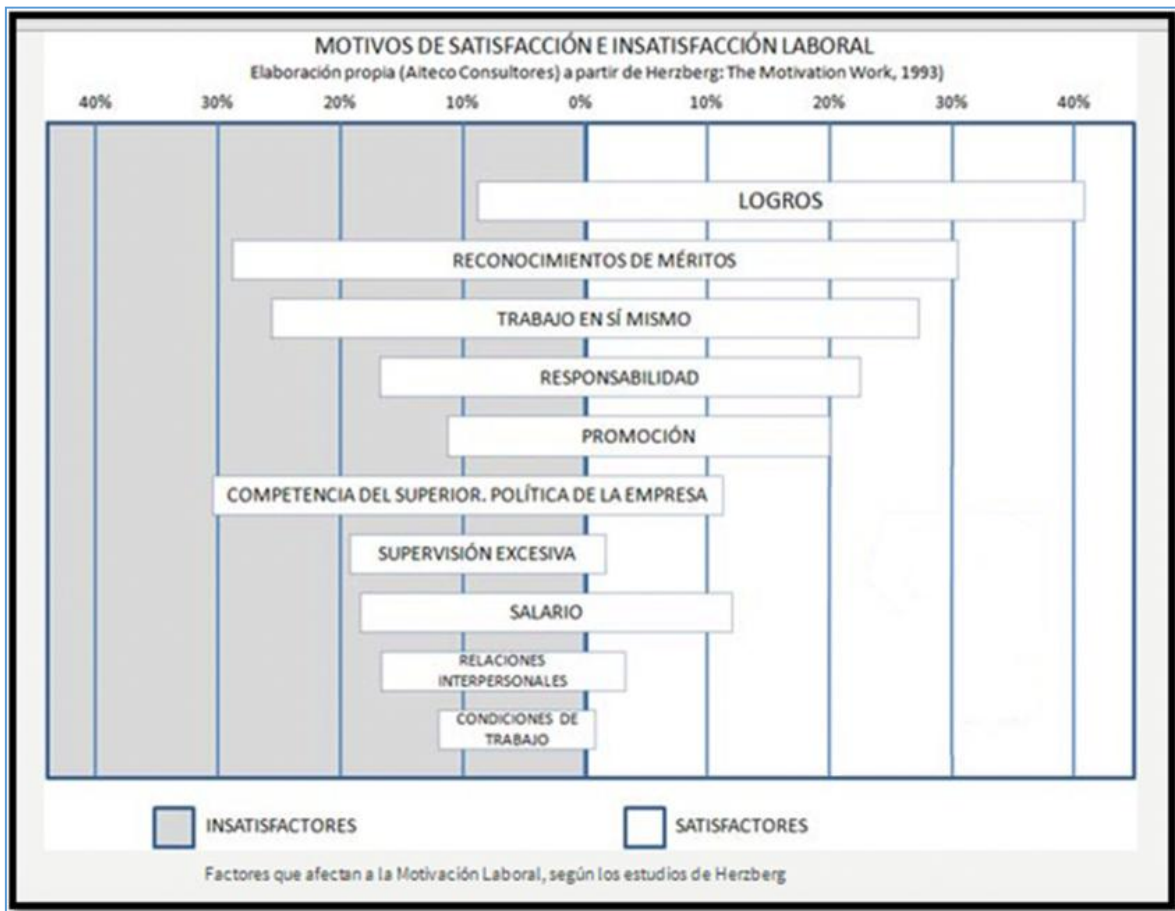 MOTIVOS DE SATISFACCIÓN E INSATISFACCIÓN LABORAL
Elaboración propia (Aiteco Consultores) a partir de Herzberg: The Motivation Work, 1993)
40% 30% 20% 10% 0% 10% 20% 30% 40%
LOGROS
RECONOCIMIENTOS DE MÉRITOS
TRABAJO EN SÍ MISMO
RESPONSABILIDAD
PROMOCIÓN
COMPETENCIA DEL SUPERIOR. POLÍTICA DE LA EMPRESA
SUPERVISIÓN EXCESIVA
SALARIO
RELACIONES
INTERPERSONALES
CONDICIONES DE
TRABAJO
INSATISFACTORES
SATISFACTORES
Factores que afectan a la Motivación Laboral, según los estudios de Herzberg